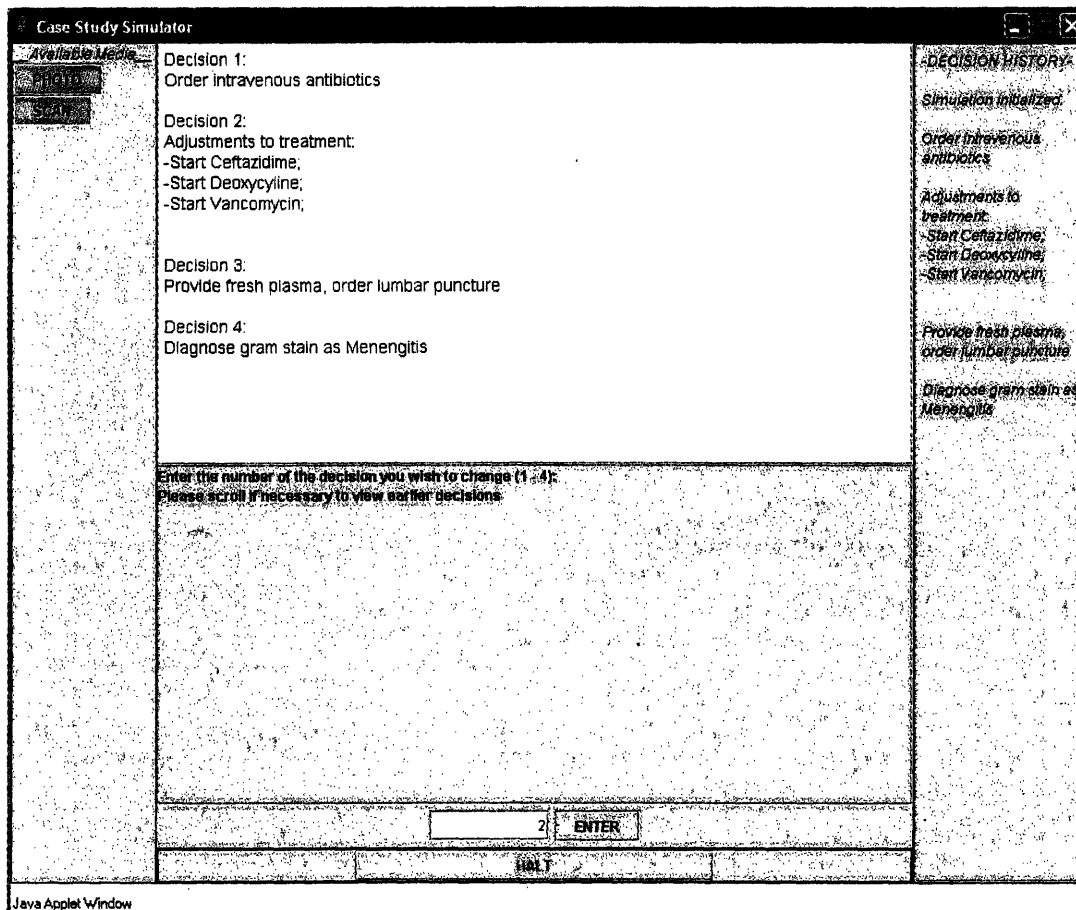 Case Study Simulator
Available Media
PHOTO
SCAN
Decision 1:
Order intravenous antibiotics
Decision 2:
Adjustments to treatment:
-Start Ceftazidime;
-Start Deoxycyline;
-Start Vancomycin;
Decision 3:
Provide fresh plasma, order lumbar puncture
Decision 4:
Diagnose gram stain as Menengitis
Enter the number of the decision you wish to change (1 - 4):
Please scroll if necessary to view earlier decisions
2
ENTER
HALT
-DECISION HISTORY-
Simulation initialized.
Order intravenous
antibiotics
Adjustments to
treatment:
-Start Ceftazidime;
-Start Deoxycyline;
-Start Vancomycin;
Provide fresh plasma,
order lumbar puncture
Diagnose gram stain as
Menengitis
Java Applet Window